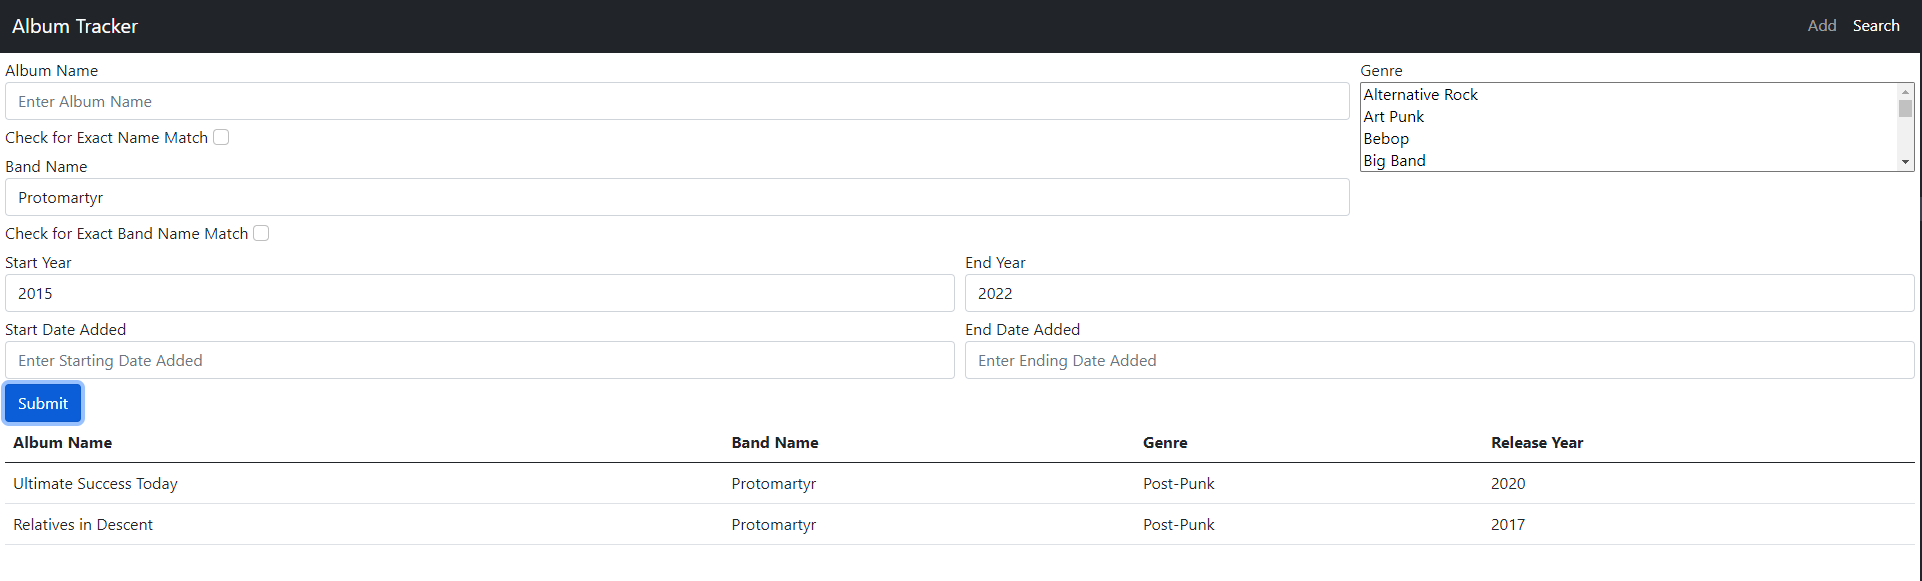 Album Tracker Add Search
Album Name
Enter Album Name
Check for Exact Name Match
Band Name
Protomartyr
Check for Exact Band Name Match
Genre
Alternative Rock
Art Punk
Bebop
Big Band
Start Year
2015
End Year
2022
Start Date Added
Enter Starting Date Added
End Date Added
Enter Ending Date Added
Submit
Album Name Band Name Genre Release Year
Ultimate Success Today Protomartyr Post-Punk 2020
Relatives in Descent Protomartyr Post-Punk 2017